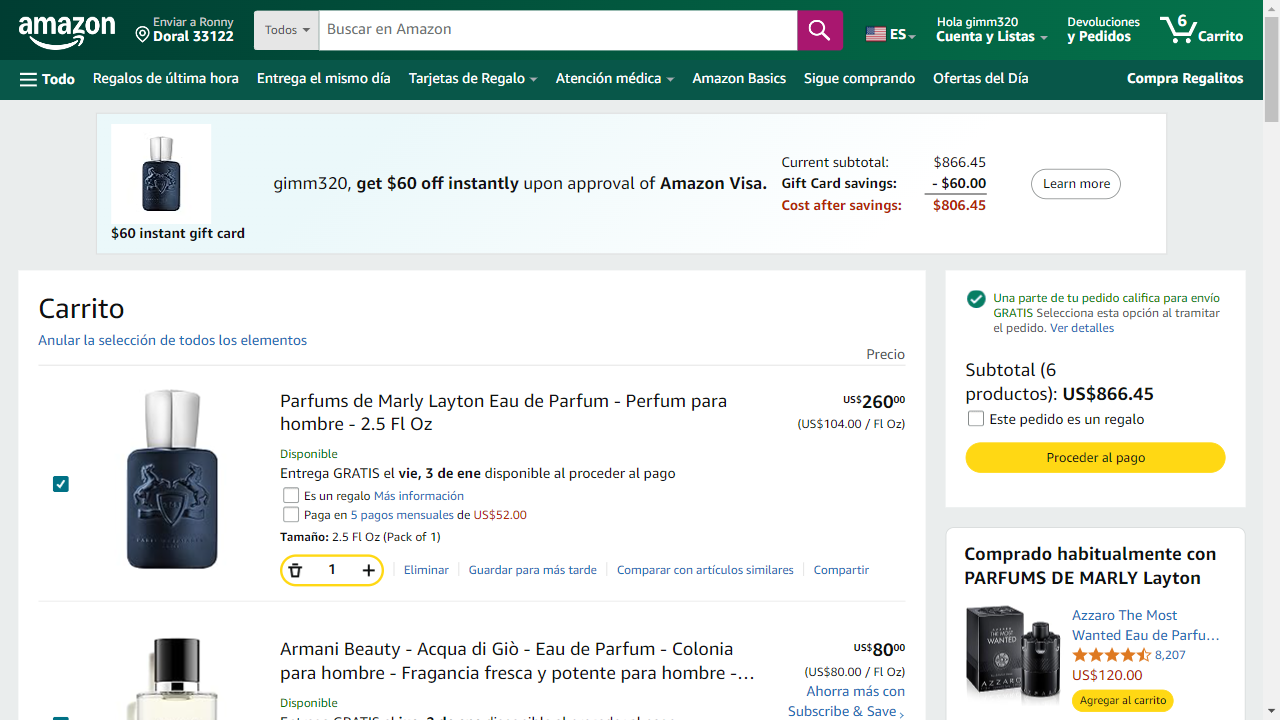 amazon
Enviar a Ronny
Doral 33122
Todos
Buscar en Amazon
ES
Hola gimm320
Cuenta y Listas
Devoluciones
y Pedidos
6
Carrito
Todo
Regalos de última hora
Entrega el mismo día
Tarjetas de Regalo
Atención médica
Amazon Basics
Sigue comprando
Ofertas del Día
Compra Regalitos
$60 instant gift card
gimm320, get $60 off instantly upon approval of Amazon Visa.
Current subtotal: $866.45
Gift Card savings: - $60.00
Cost after savings: $806.45
Learn more
Carrito
Anular la selección de todos los elementos
Precio
Parfums de Marly Layton Eau de Parfum - Perfum para
hombre - 2.5 Fl Oz
US$26000
(US$104.00 / Fl Oz)
Disponible
Entrega GRATIS el vie, 3 de ene disponible al proceder al pago
Es un regalo Más información
Paga en 5 pagos mensuales de US$52.00
Tamaño: 2.5 Fl Oz (Pack of 1)
1
Eliminar
Guardar para más tarde
Comparar con artículos similares
Compartir
Armani Beauty - Acqua di Giò - Eau de Parfum - Colonia
para hombre - Fragancia fresca y potente para hombre -…
US$8000
(US$80.00 / Fl Oz)
Ahorra más con
Subscribe & Save
Disponible
Una parte de tu pedido califica para envío
GRATIS Selecciona esta opción al tramitar
el pedido. Ver detalles
Subtotal (6
productos): US$866.45
Este pedido es un regalo
Proceder al pago
Comprado habitualmente con
PARFUMS DE MARLY Layton
AZZARO
THE MOST
WANTED
AZZARO
Azzaro The Most
Wanted Eau de Parfu…
8,207
US$120.00
Agregar al carrito